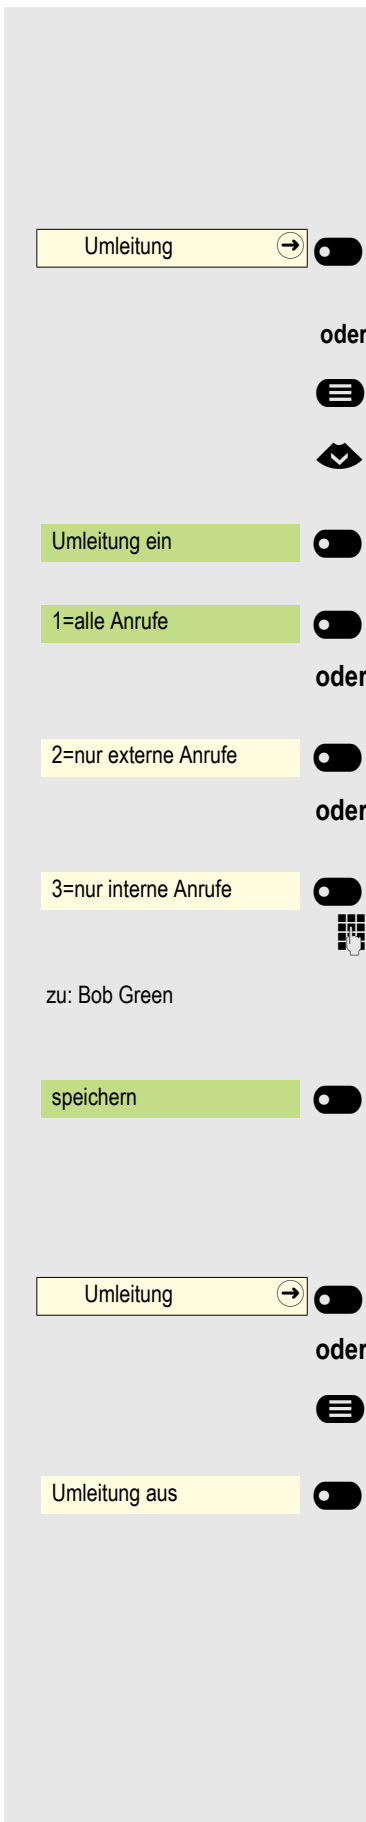 Umleitung
oder
Umleitung ein
1=alle Anrufe
oder
2=nur externe Anrufe
oder
3=nur interne Anrufe
zu: Bob Green
speichern
Umleitung
oder
Umleitung aus